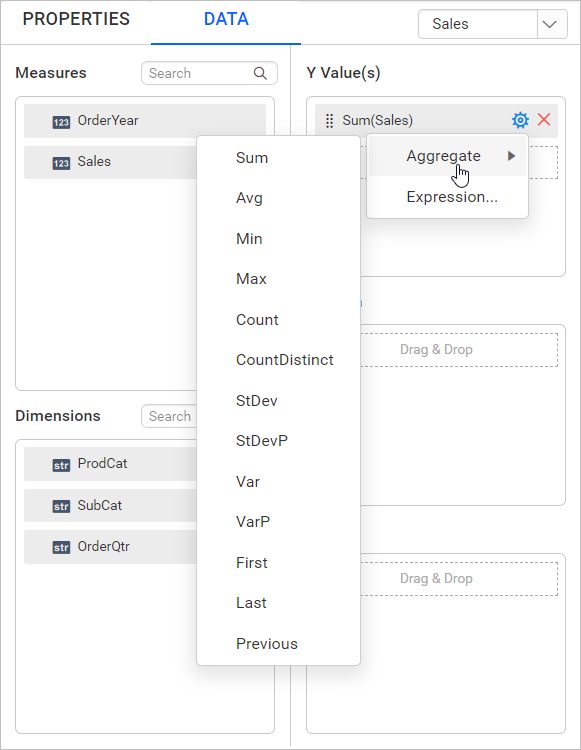 PROPERTIES
DATA
Sales
Measures
Search
123 OrderYear
123 Sales
Y Value(s)
Sum(Sales)
Aggregate
Expression...
Sum
Avg
Min
Max
Count
CountDistinct
StDev
StDevP
Var
VarP
First
Last
Previous
Drag & Drop
Dimensions
Search
str ProdCat
str SubCat
str OrderQtr
Drag & Drop